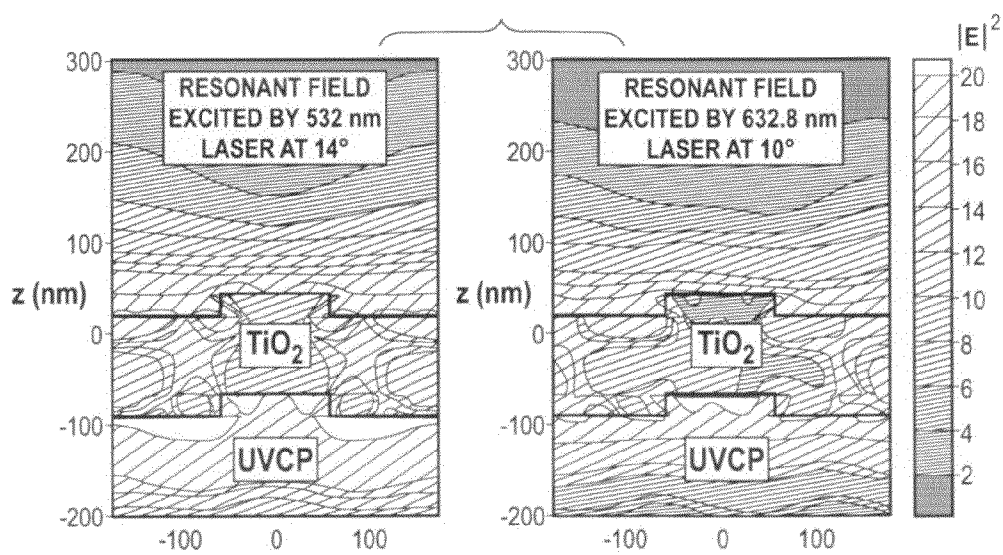 |E|²
300
RESONANT FIELD
EXCITED BY 532 nm
LASER AT 14°
200
100
z (nm)
0
TiO₂
-100
UVCP
-200
-100 0 100
300
RESONANT FIELD
EXCITED BY 632.8 nm
LASER AT 10°
200
100
z (nm)
0
TiO₂
-100
UVCP
-200
-100 0 100
20
18
16
14
12
10
8
6
4
2